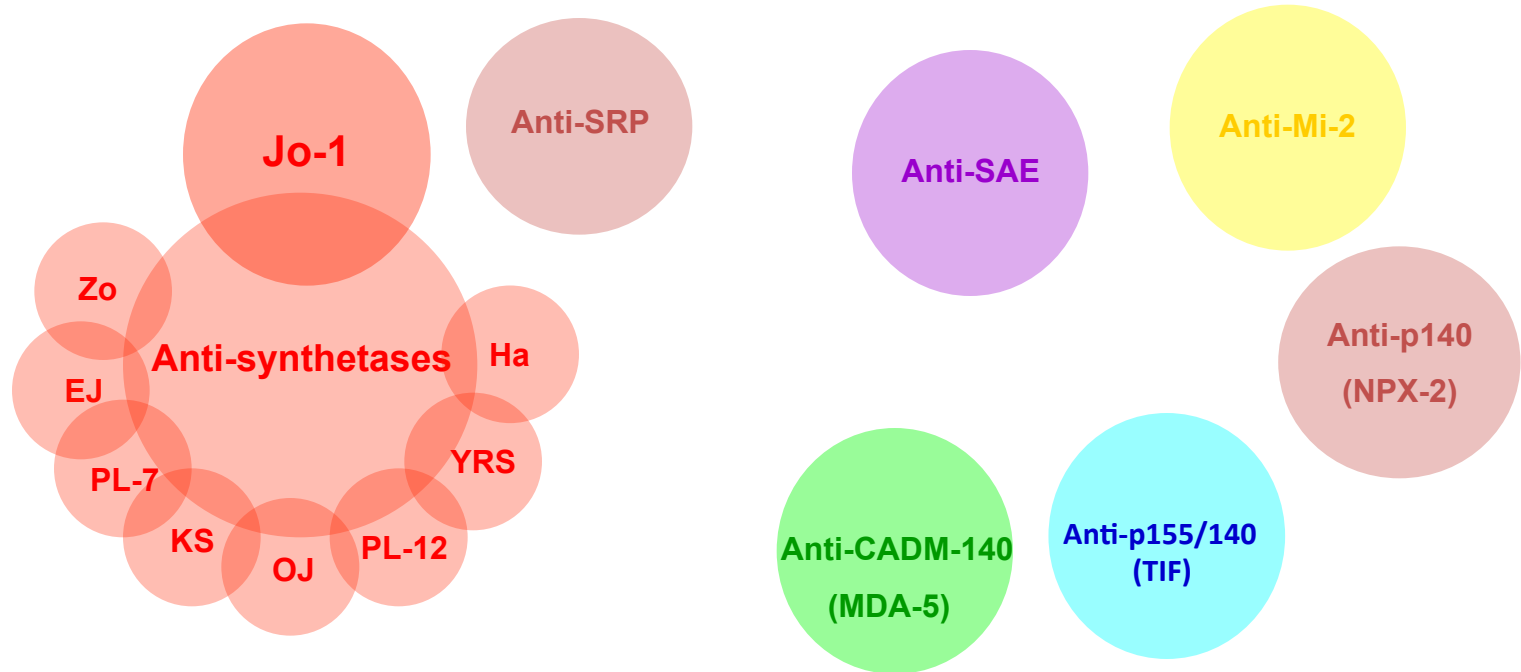 Jo-1
Anti-SRP
Anti-SAE
Anti-Mi-2
Zo
Anti-synthetases
Ha
EJ
YRS
PL-7
KS
OJ
PL-12
Anti-p140
(NPX-2)
Anti-CADM-140
(MDA-5)
Anti-p155/140
(TIF)